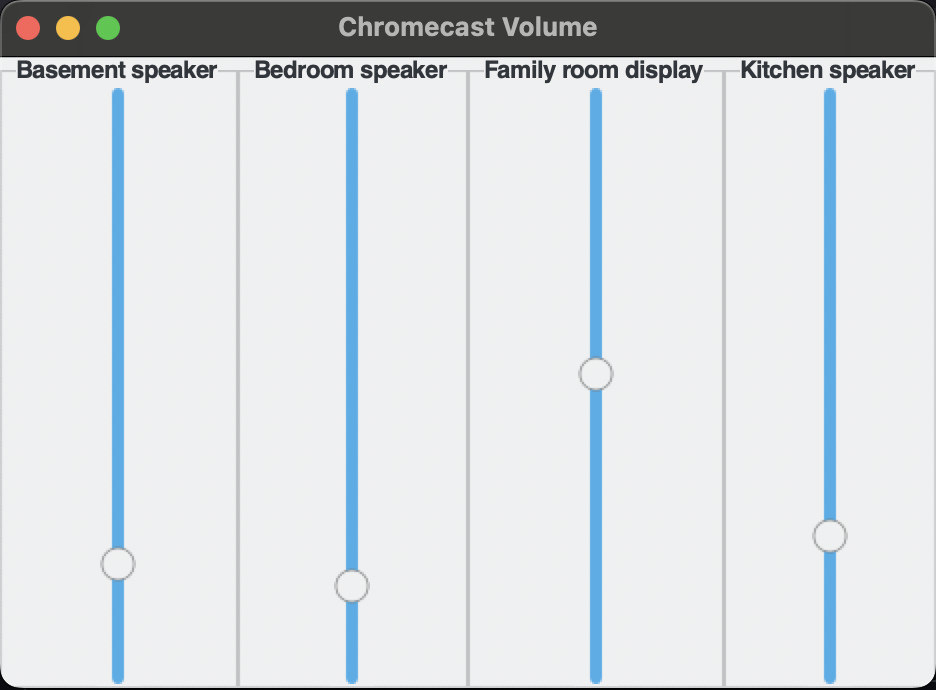 Chromecast Volume
Basement speaker
Bedroom speaker
Family room display
Kitchen speaker